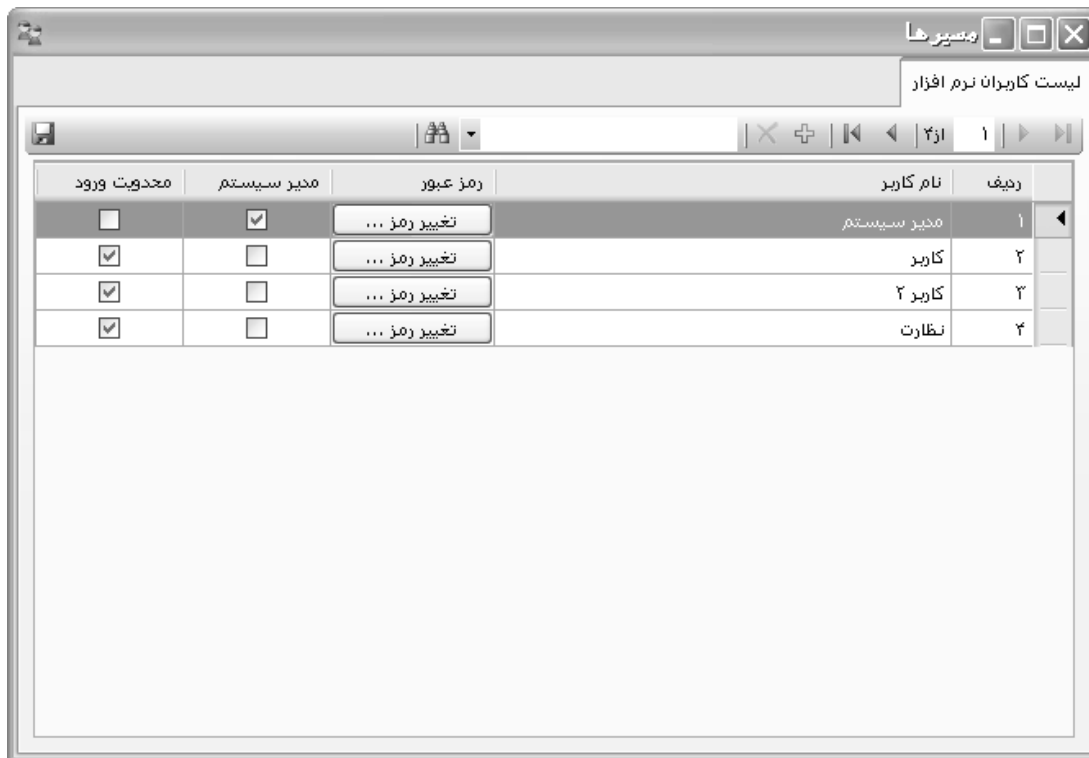 مسیرها
لیست کاربران نرم افزار
۱ از۴
ردیف نام کاربر رمز عبور مدیر سیستم محدویت ورود
۱ مدیر سیستم تغییر رمز ...
۲ کاربر تغییر رمز ...
۳ کاربر ۲ تغییر رمز ...
۴ نظارت تغییر رمز ...